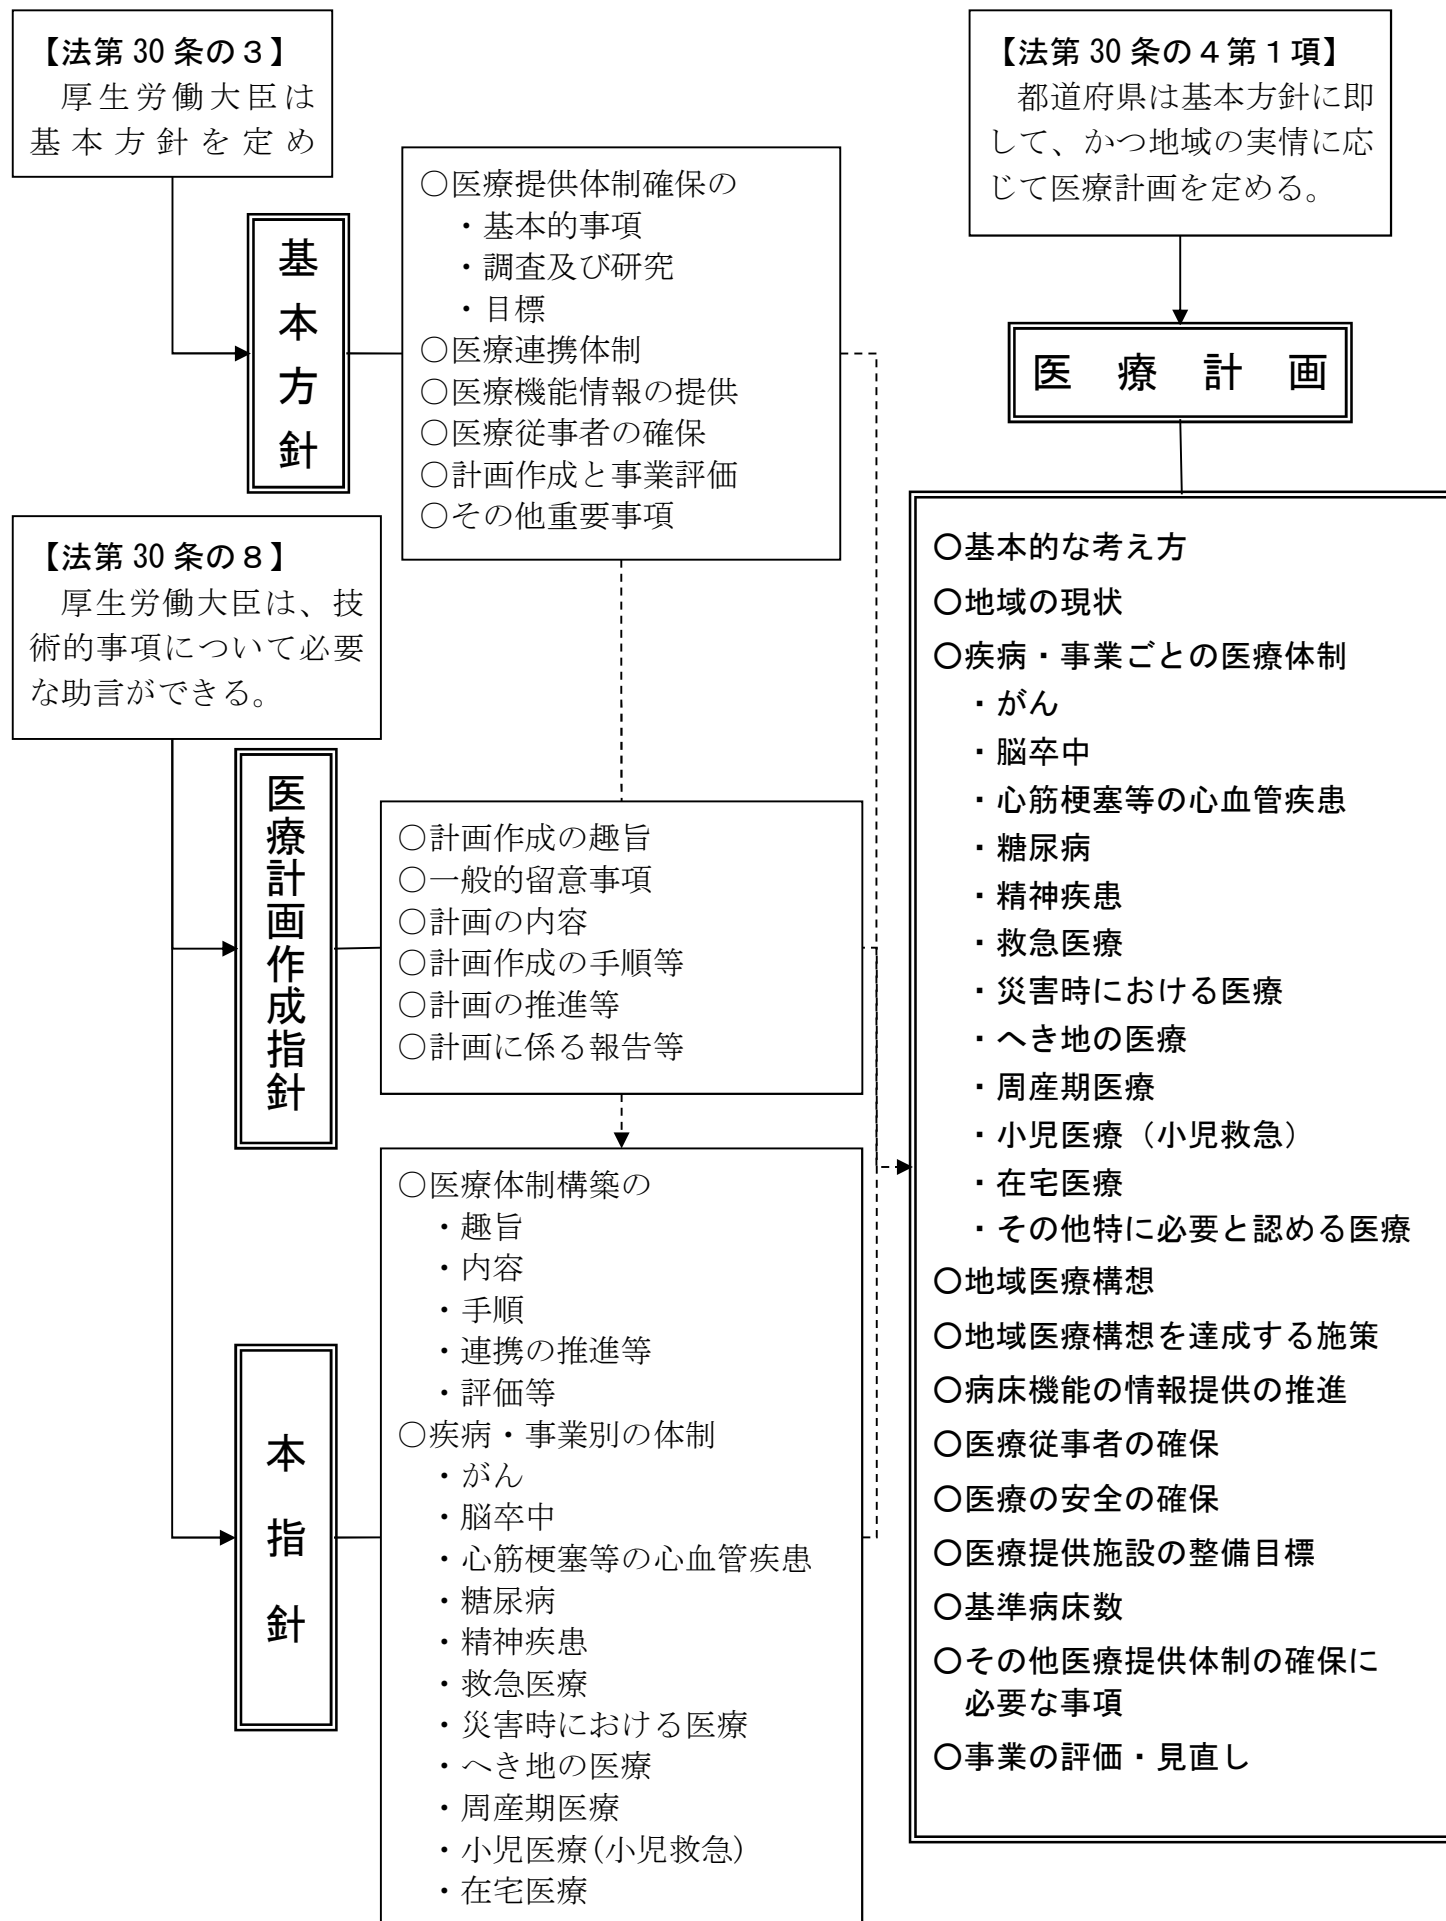 【法第30条の３】
厚生労働大臣は
基本方針を定め
基本方針
○医療提供体制確保の
・基本的事項
・調査及び研究
・目標
○医療連携体制
○医療機能情報の提供
○医療従事者の確保
○計画作成と事業評価
○その他重要事項
【法第30条の８】
厚生労働大臣は、技
術的事項について必要
な助言ができる。
医療計画作成指針
○計画作成の趣旨
○一般的留意事項
○計画の内容
○計画作成の手順等
○計画の推進等
○計画に係る報告等
本指針
○医療体制構築の
・趣旨
・内容
・手順
・連携の推進等
・評価等
○疾病・事業別の体制
・がん
・脳卒中
・心筋梗塞等の心血管疾患
・糖尿病
・精神疾患
・救急医療
・災害時における医療
・へき地の医療
・周産期医療
・小児医療(小児救急)
・在宅医療
【法第30条の４第１項】
都道府県は基本方針に即
して、かつ地域の実情に応
じて医療計画を定める。
医　療　計　画
○基本的な考え方
○地域の現状
○疾病・事業ごとの医療体制
・がん
・脳卒中
・心筋梗塞等の心血管疾患
・糖尿病
・精神疾患
・救急医療
・災害時における医療
・へき地の医療
・周産期医療
・小児医療（小児救急）
・在宅医療
・その他特に必要と認める医療
○地域医療構想
○地域医療構想を達成する施策
○病床機能の情報提供の推進
○医療従事者の確保
○医療の安全の確保
○医療提供施設の整備目標
○基準病床数
○その他医療提供体制の確保に
必要な事項
○事業の評価・見直し